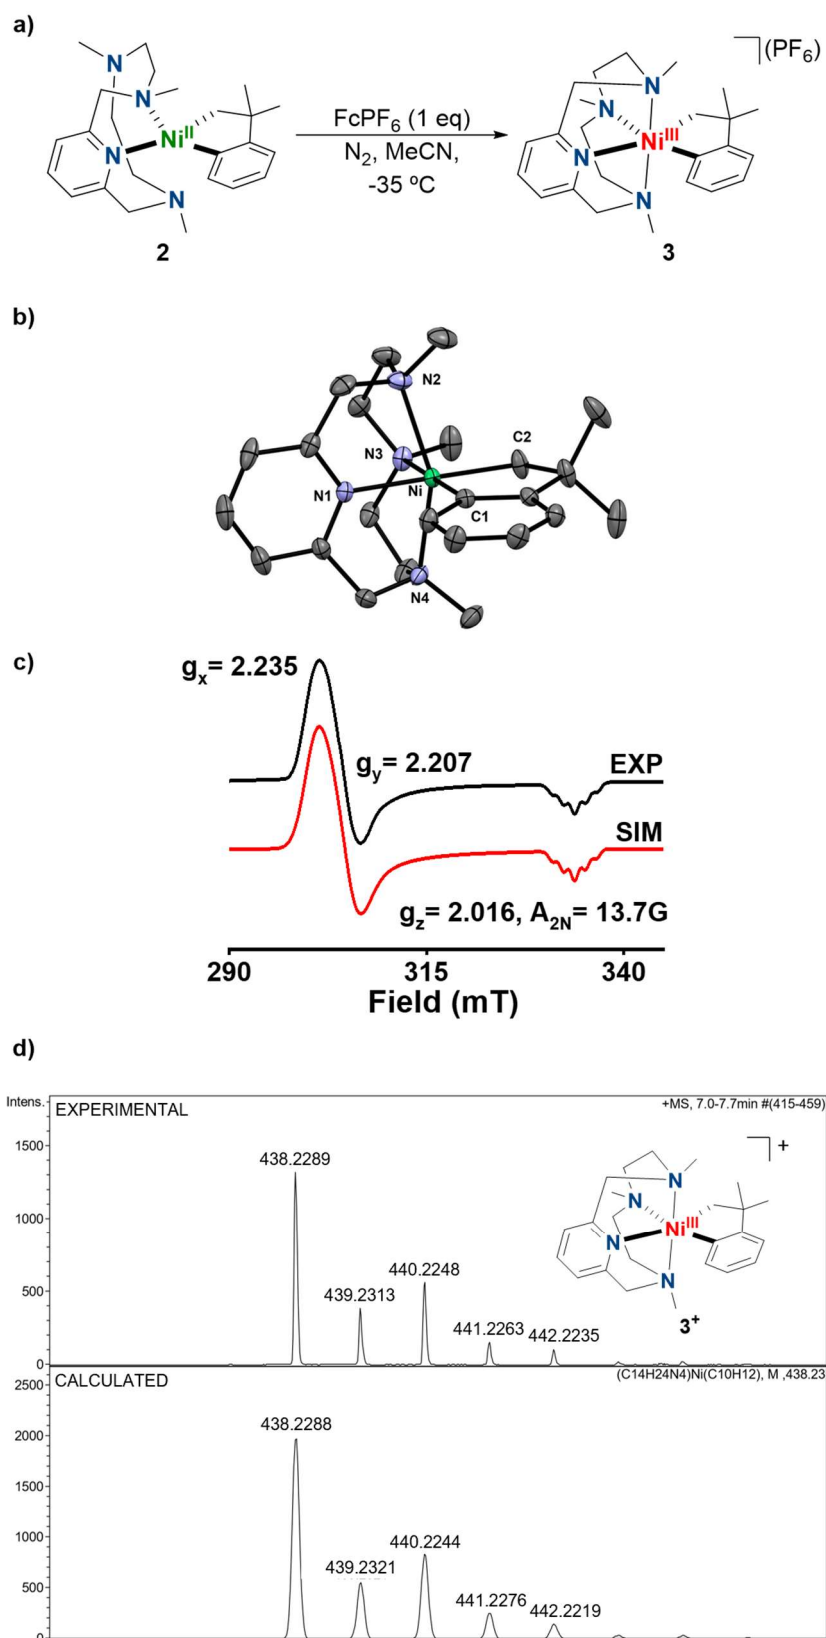 a)
N
N
N
N
Ni^II
2
FcPF6 (1 eq)
N2, MeCN,
-35 ºC
(PF6)
N
N
N
N
Ni^III
3
b)
N2
N3
C2
N1
Ni
C1
N4
c)
gx= 2.235
gy= 2.207
EXP
SIM
gz= 2.016, A2N= 13.7G
290
315
340
Field (mT)
d)
Intens.
EXPERIMENTAL
+MS, 7.0-7.7min #(415-459)
1500
1000
500
0
438.2289
439.2313
440.2248
441.2263
442.2235
+
N
N
N
N
Ni^III
3+
CALCULATED
(C14H24N4)Ni(C10H12), M ,438.23
2500
2000
1500
1000
500
0
438.2288
439.2321
440.2244
441.2276
442.2219